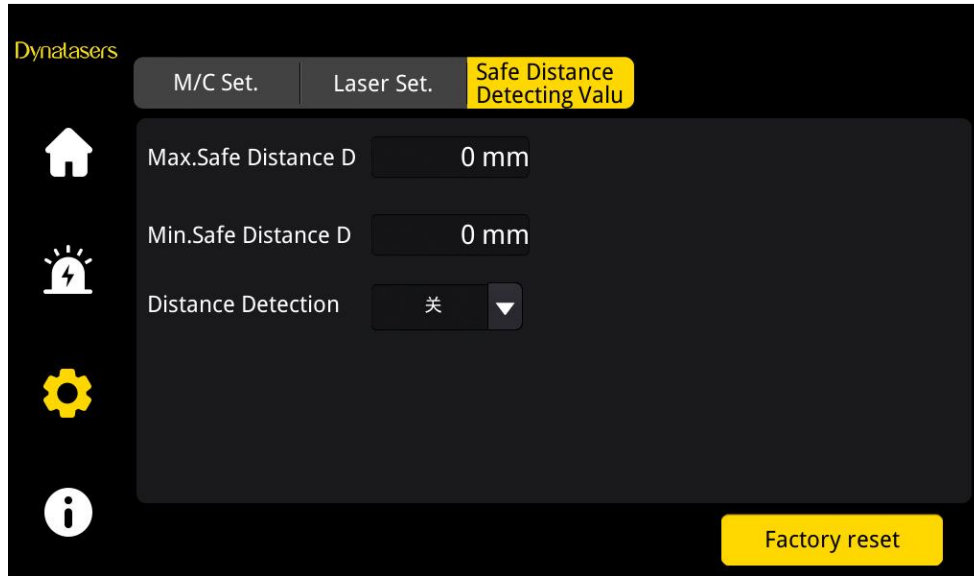 Dynalasers
M/C Set.
Laser Set.
Safe Distance
Detecting Valu
Max.Safe Distance D
0 mm
Min.Safe Distance D
0 mm
Distance Detection
关
Factory reset